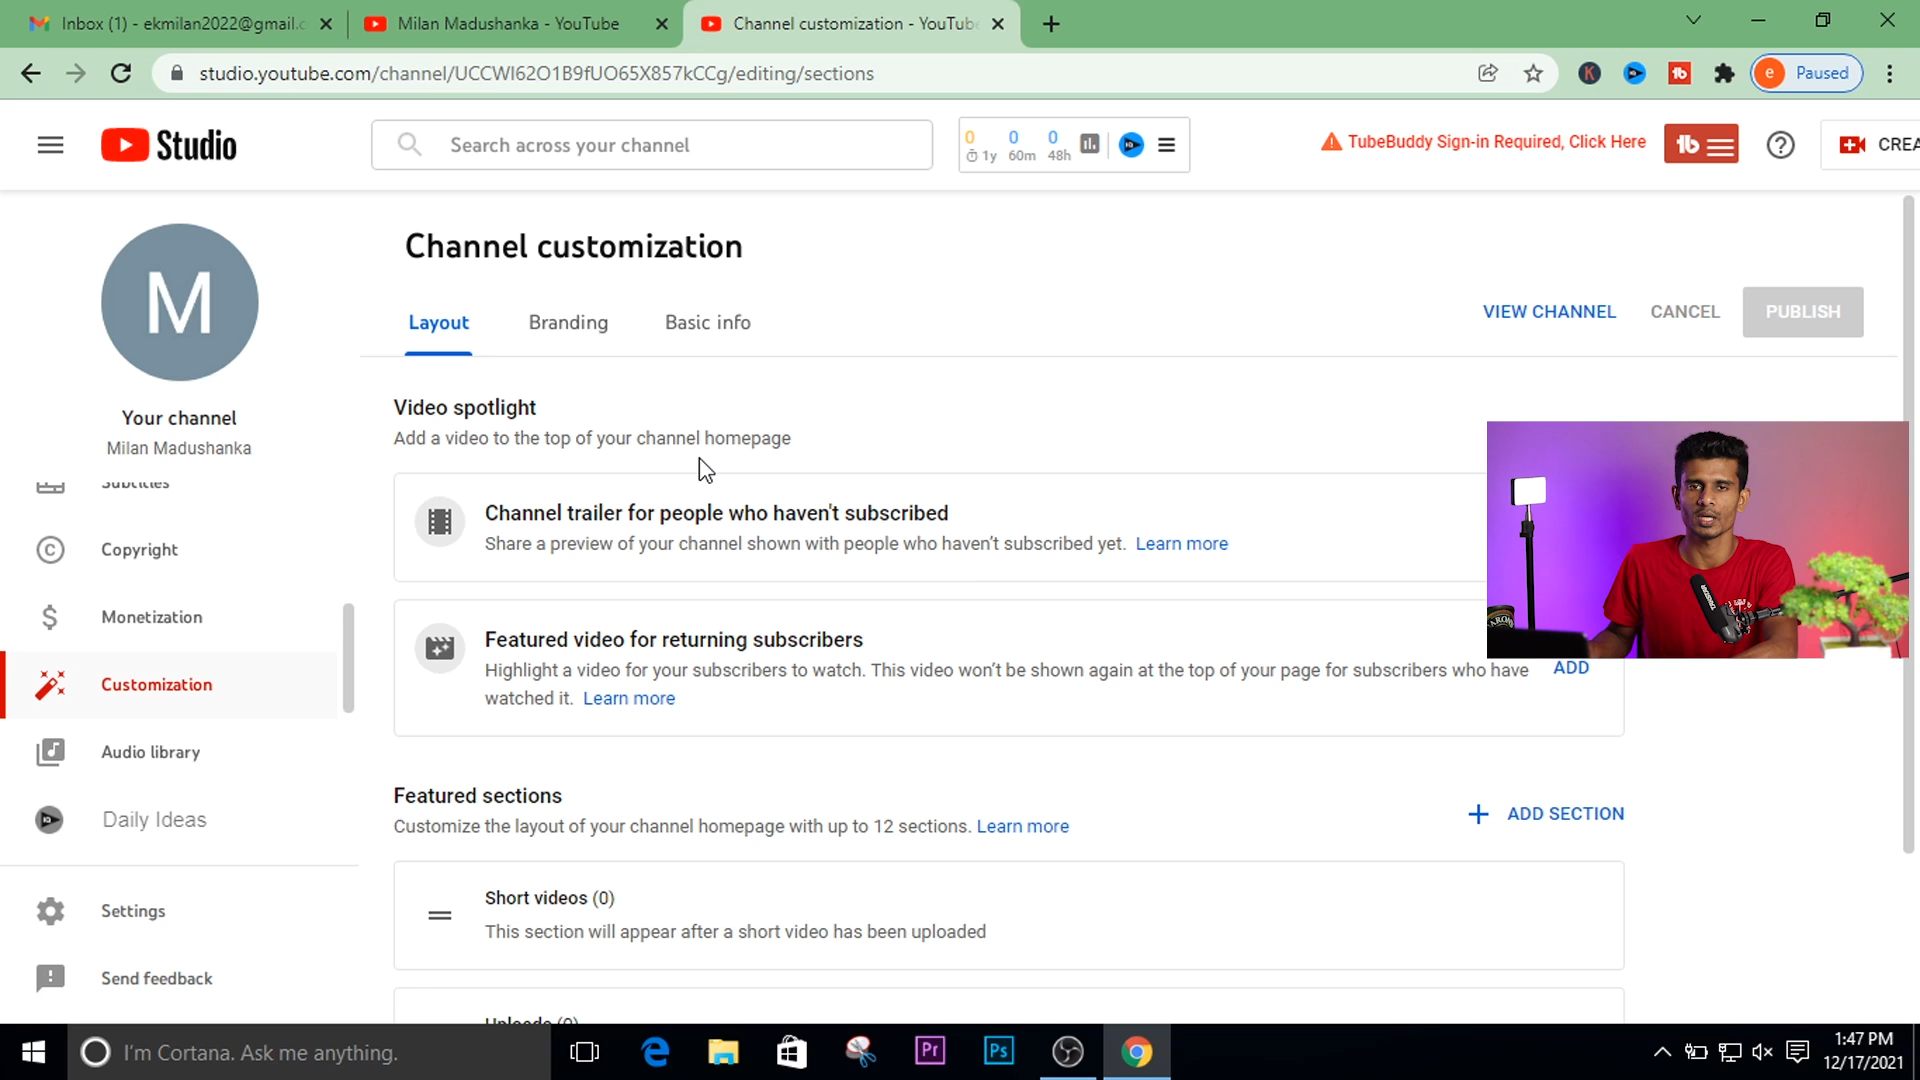 Inbox (1) - ekmilan2022@gmail.c
Milan Madushanka - YouTube
Channel customization - YouTube
studio.youtube.com/channel/UCCWI62O1B9fUO65X857kCCg/editing/sections
K
e Paused
Studio
Search across your channel
0 0 0
1y 60m 48h
TubeBuddy Sign-in Required, Click Here
CREA
M
Your channel
Milan Madushanka
Subtitles
Copyright
Monetization
Customization
Audio library
Daily Ideas
Settings
Send feedback
Channel customization
Layout Branding Basic info
VIEW CHANNEL CANCEL PUBLISH
Video spotlight
Add a video to the top of your channel homepage
Channel trailer for people who haven't subscribed
Share a preview of your channel shown with people who haven't subscribed yet. Learn more
Featured video for returning subscribers
Highlight a video for your subscribers to watch. This video won't be shown again at the top of your page for subscribers who have
watched it. Learn more
ADD
Featured sections
Customize the layout of your channel homepage with up to 12 sections. Learn more
ADD SECTION
Short videos (0)
This section will appear after a short video has been uploaded
Uploads (0)
I'm Cortana. Ask me anything.
Pr
Ps
1:47 PM
12/17/2021